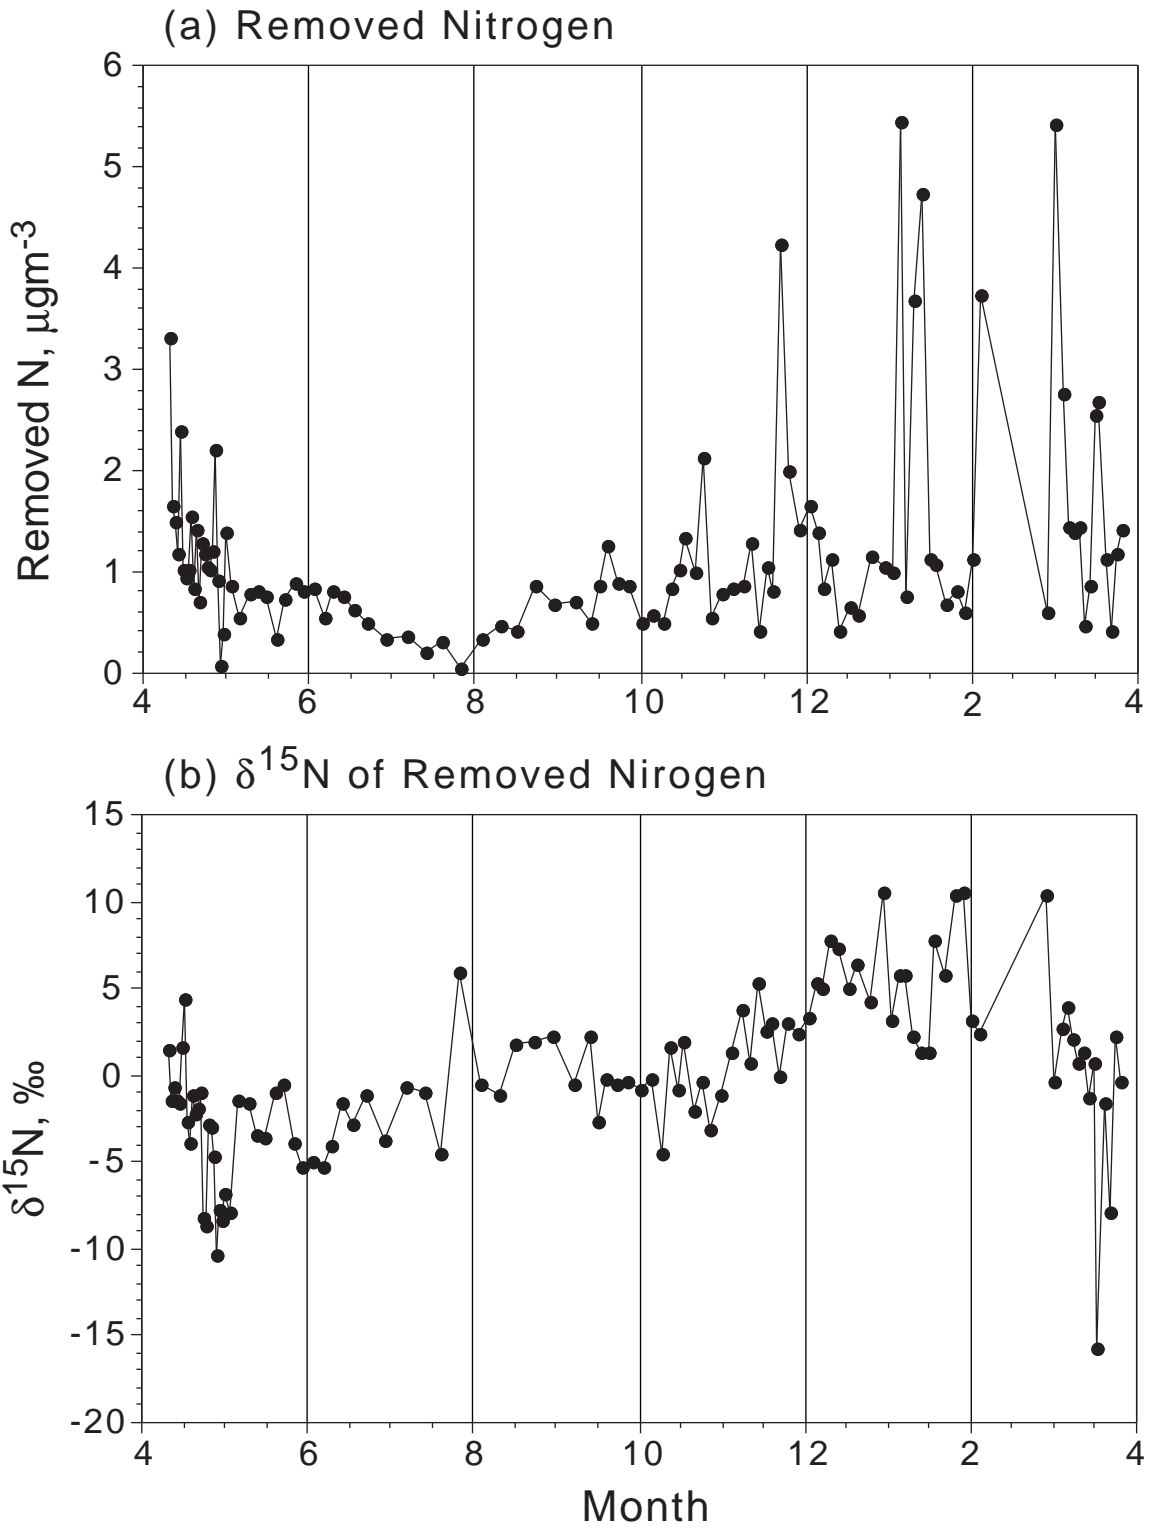 (a) Removed Nitrogen
6
5
4
3
2
1
0
Removed N, μgm-3
4 6 8 10 12 2 4
(b) δ15N of Removed Nirogen
15
10
5
0
-5
-10
-15
-20
δ15N, ‰
4 6 8 10 12 2 4
Month